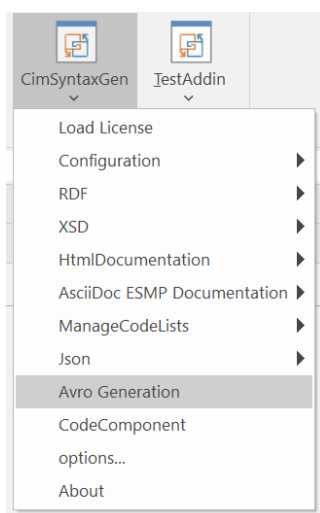 CimSyntaxGen TestAddin
Load License
Configuration
RDF
XSD
HtmlDocumentation
AsciiDoc ESMP Documentation
ManageCodeLists
Json
Avro Generation
CodeComponent
options...
About